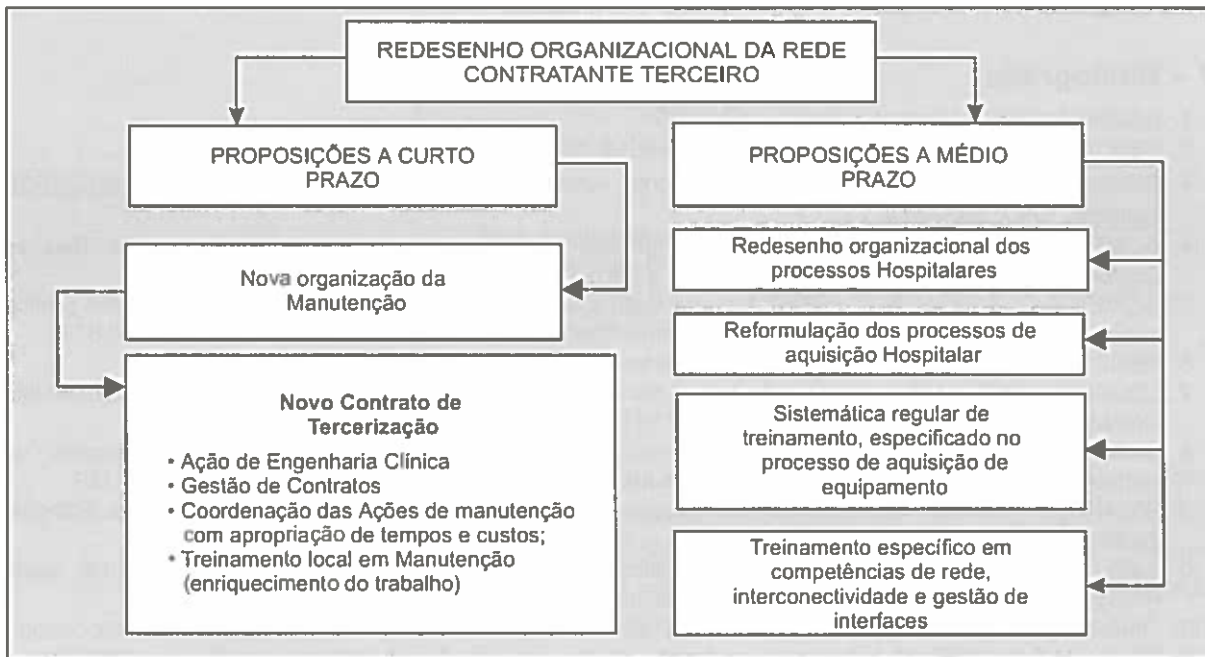 REDESENHO ORGANIZACIONAL DA REDE
CONTRATANTE TERCEIRO
PROPOSIÇÕES A CURTO
PRAZO
Nova organização da
Manutenção
Novo Contrato de
Tercerização
• Ação de Engenharia Clínica
• Gestão de Contratos
• Coordenação das Ações de manutenção
com apropriação de tempos e custos;
• Treinamento local em Manutenção
(enriquecimento do trabalho)
PROPOSIÇÕES A MÉDIO
PRAZO
Redesenho organizacional dos
processos Hospitalares
Reformulação dos processos de
aquisição Hospitalar
Sistemática regular de
treinamento, especificado no
processo de aquisição de
equipamento
Treinamento específico em
competências de rede,
interconectividade e gestão de
interfaces